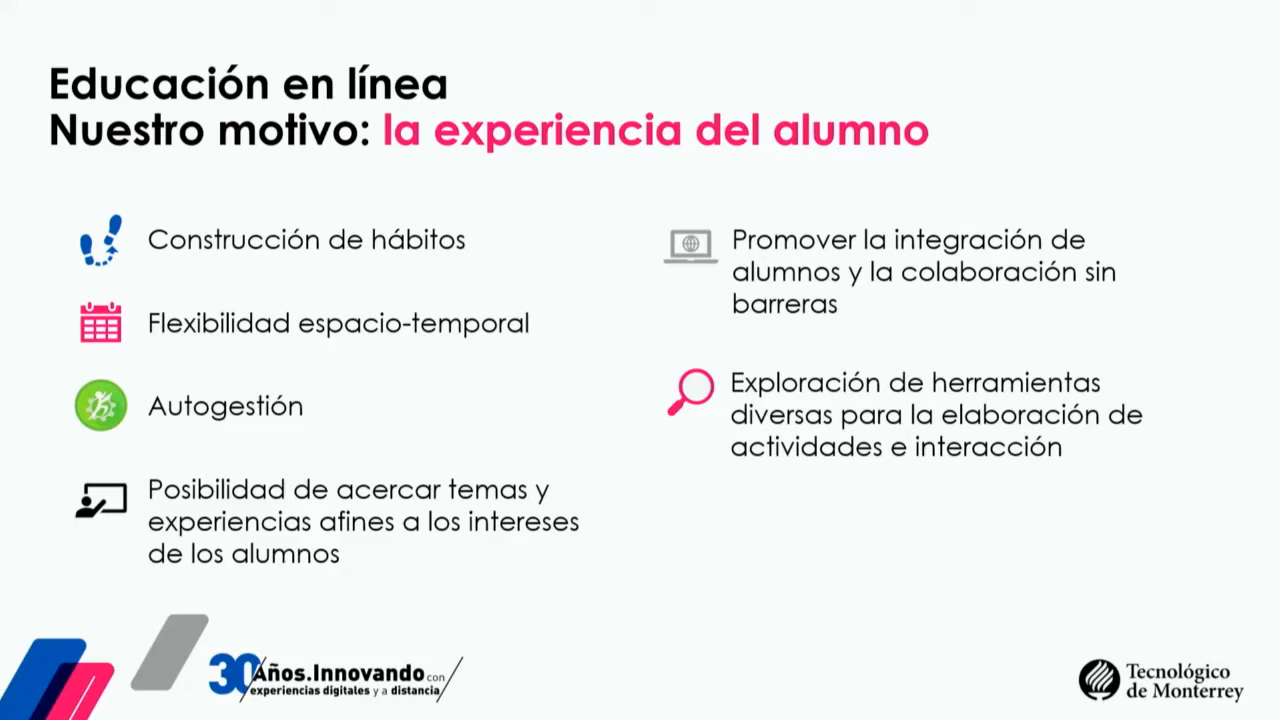 Educación en línea
Nuestro motivo: la experiencia del alumno
Construcción de hábitos
Flexibilidad espacio-temporal
Autogestión
Posibilidad de acercar temas y
experiencias afines a los intereses
de los alumnos
Promover la integración de
alumnos y la colaboración sin
barreras
Exploración de herramientas
diversas para la elaboración de
actividades e interacción
30 Años.Innovando con
experiencias digitales y a distancia
Tecnológico
de Monterrey